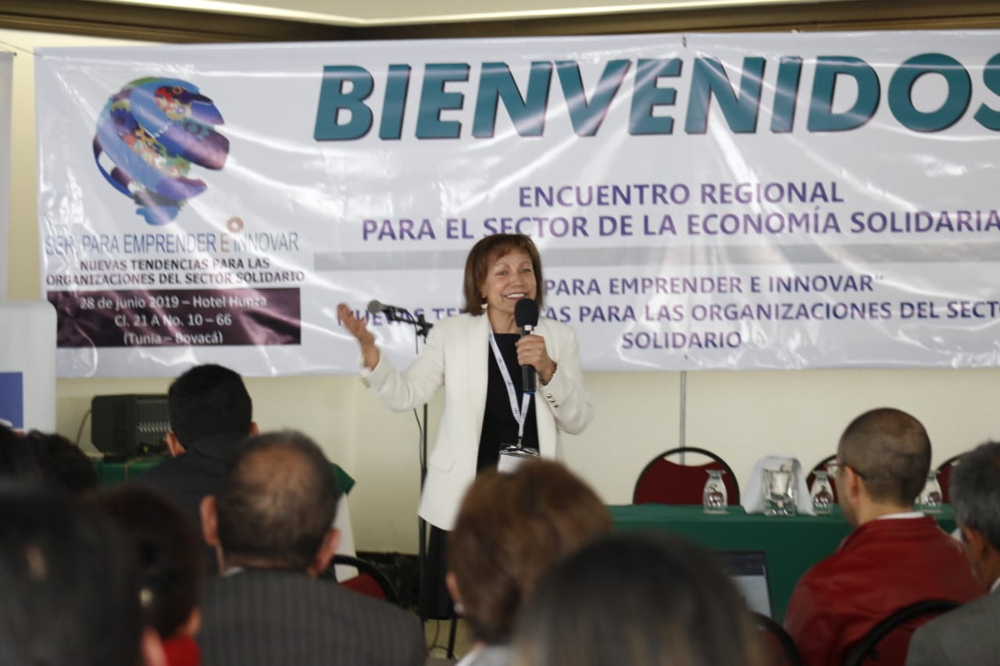 BIENVENIDOS
ENCUENTRO REGIONAL
PARA EL SECTOR DE LA ECONOMÍA SOLIDARIA
PARA EMPRENDER E INNOVAR"
PARA LAS ORGANIZACIONES DEL SECT
SOLIDARIO
SER, PARA EMPRENDER E INNOVAR
NUEVAS TENDENCIAS PARA LAS
ORGANIZACIONES DEL SECTOR SOLIDARIO
28 de junio 2019 – Hotel Hunza
Cl. 21 A No. 10 – 66
(Tunja – Boyacá)